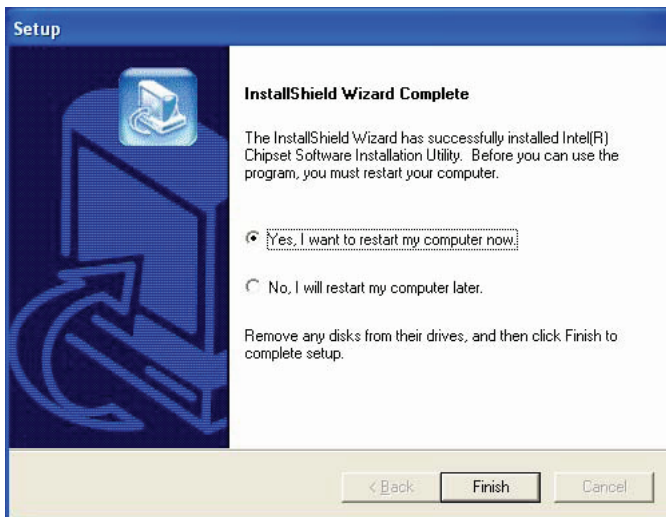 Setup
InstallShield Wizard Complete
The InstallShield Wizard has successfully installed Intel(R)
Chipset Software Installation Utility. Before you can use the
program, you must restart your computer.
Yes, I want to restart my computer now.
No, I will restart my computer later.
Remove any disks from their drives, and then click Finish to
complete setup.
< Back
Finish
Cancel